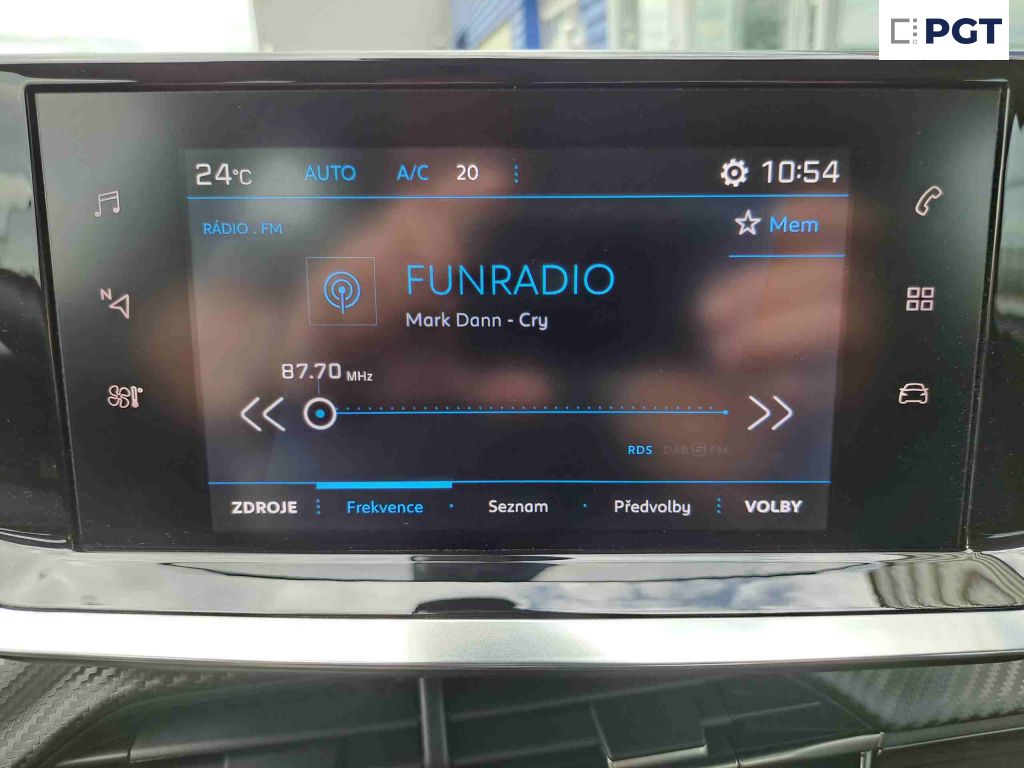 PGT
24°C AUTO A/C 20 10:54
RÁDIO . FM
Mem
FUNRADIO
Mark Dann - Cry
87.70 MHz
N
RDS DAB S FM
ZDROJE Frekvence Seznam Předvolby VOLBY